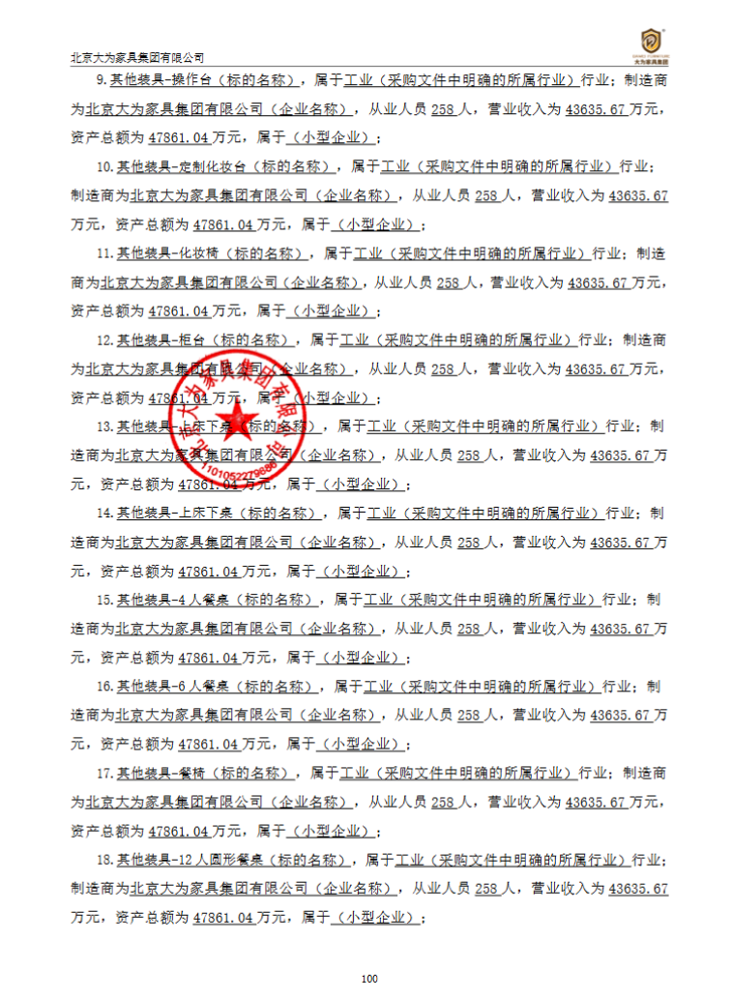 北京大为家具集团有限公司
大为家具集团
9.其他装具-操作台（标的名称），属于工业（采购文件中明确的所属行业）行业；制造商
为北京大为家具集团有限公司（企业名称），从业人员 258 人，营业收入为 43635.67 万元，
资产总额为 47861.04 万元，属于（小型企业）；
10.其他装具-定制化妆台（标的名称），属于工业（采购文件中明确的所属行业）行业；
制造商为北京大为家具集团有限公司（企业名称），从业人员 258 人，营业收入为 43635.67
万元，资产总额为 47861.04 万元，属于（小型企业）；
11.其他装具-化妆椅（标的名称），属于工业（采购文件中明确的所属行业）行业；制造
商为北京大为家具集团有限公司（企业名称），从业人员 258 人，营业收入为 43635.67 万元，
资产总额为 47861.04 万元，属于（小型企业）；
12.其他装具-柜台（标的名称），属于工业（采购文件中明确的所属行业）行业；制造商
为北京大为家具集团有限公司（企业名称），从业人员 258 人，营业收入为 43635.67 万元，
资产总额为 47861.04 万元，属于（小型企业）；
13.其他装具-上床下桌（标的名称），属于工业（采购文件中明确的所属行业）行业；制
造商为北京大为家具集团有限公司（企业名称），从业人员 258 人，营业收入为 43635.67 万
元，资产总额为 47861.04 万元，属于（小型企业）；
北京大为家具集团有限公司
1101052279686
14.其他装具-上床下桌（标的名称），属于工业（采购文件中明确的所属行业）行业；制
造商为北京大为家具集团有限公司（企业名称），从业人员 258 人，营业收入为 43635.67 万
元，资产总额为 47861.04 万元，属于（小型企业）；
15.其他装具-4 人餐桌（标的名称），属于工业（采购文件中明确的所属行业）行业；制
造商为北京大为家具集团有限公司（企业名称），从业人员 258 人，营业收入为 43635.67 万
元，资产总额为 47861.04 万元，属于（小型企业）；
16.其他装具-6 人餐桌（标的名称），属于工业（采购文件中明确的所属行业）行业；制
造商为北京大为家具集团有限公司（企业名称），从业人员 258 人，营业收入为 43635.67 万
元，资产总额为 47861.04 万元，属于（小型企业）；
17.其他装具-餐椅（标的名称），属于工业（采购文件中明确的所属行业）行业；制造商
为北京大为家具集团有限公司（企业名称），从业人员 258 人，营业收入为 43635.67 万元，
资产总额为 47861.04 万元，属于（小型企业）；
18.其他装具-12 人圆形餐桌（标的名称），属于工业（采购文件中明确的所属行业）行业；
制造商为北京大为家具集团有限公司（企业名称），从业人员 258 人，营业收入为 43635.67
万元，资产总额为 47861.04 万元，属于（小型企业）；
100